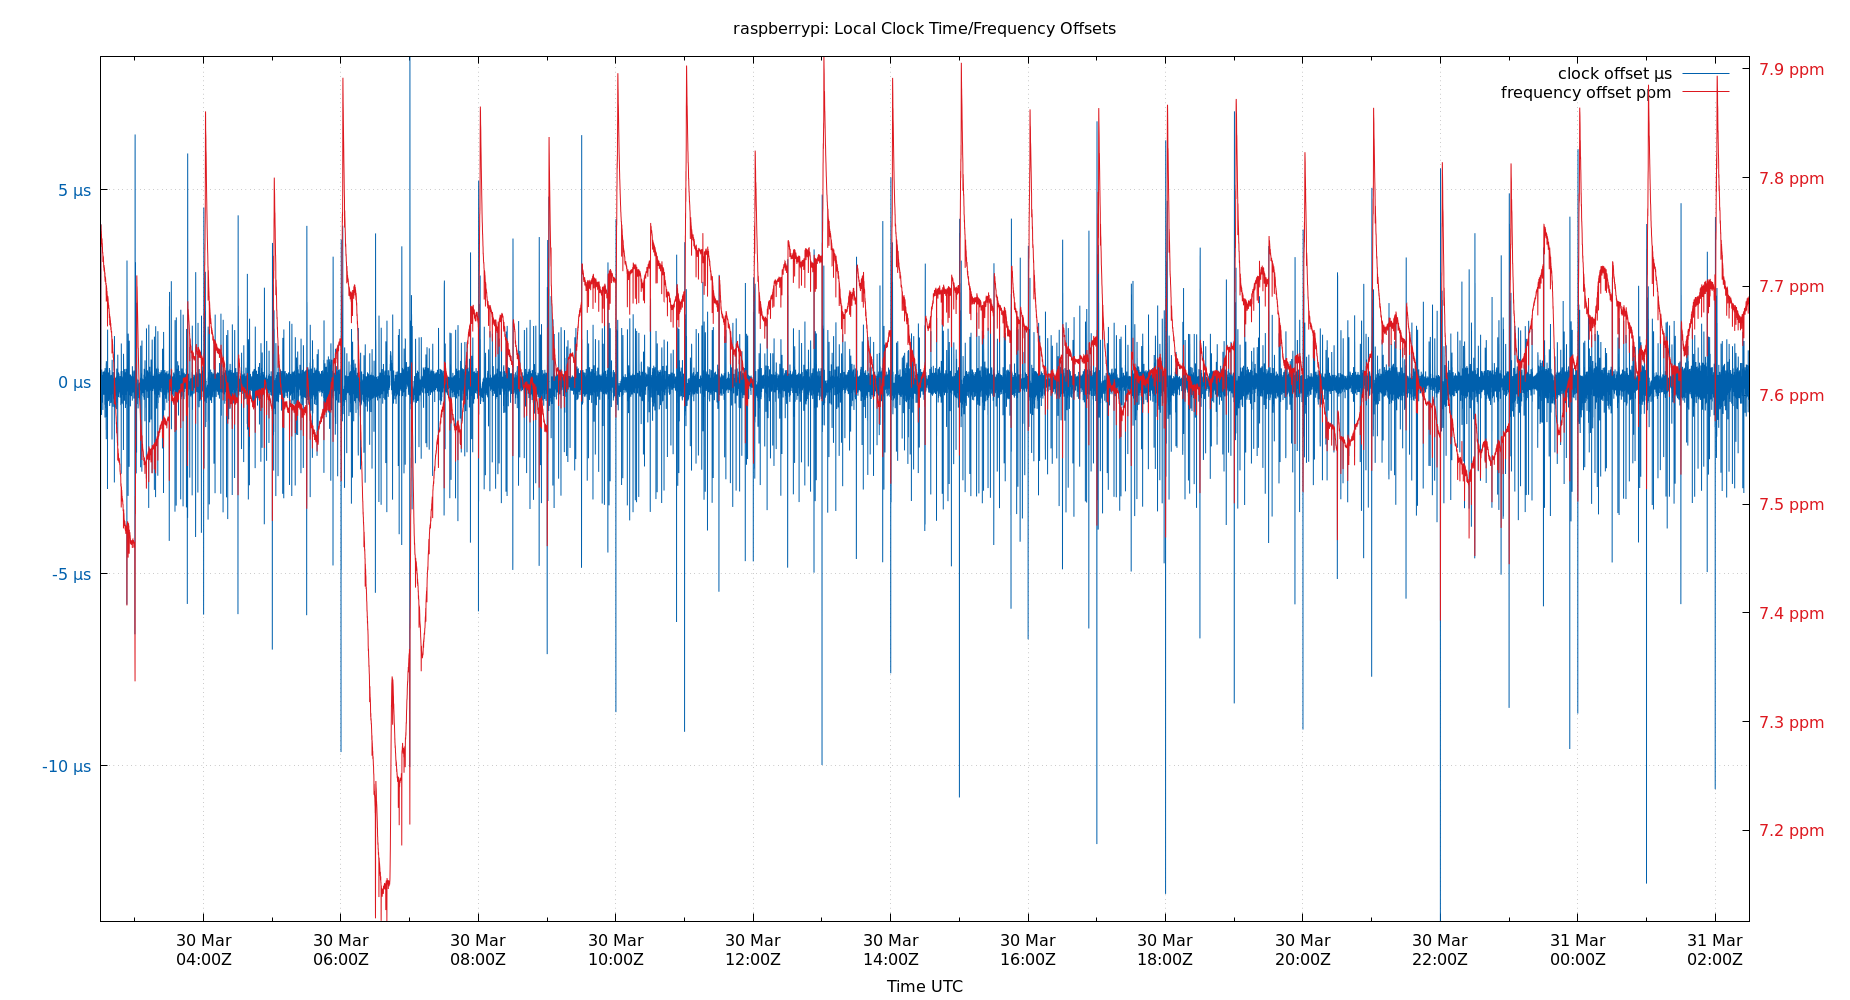 raspberrypi: Local Clock Time/Frequency Offsets
clock offset µs
frequency offset ppm
5 µs
0 µs
-5 µs
-10 µs
7.9 ppm
7.8 ppm
7.7 ppm
7.6 ppm
7.5 ppm
7.4 ppm
7.3 ppm
7.2 ppm
30 Mar 30 Mar 30 Mar 30 Mar 30 Mar 30 Mar 30 Mar 30 Mar 30 Mar 30 Mar 31 Mar 31 Mar
04:00Z 06:00Z 08:00Z 10:00Z 12:00Z 14:00Z 16:00Z 18:00Z 20:00Z 22:00Z 00:00Z 02:00Z
Time UTC